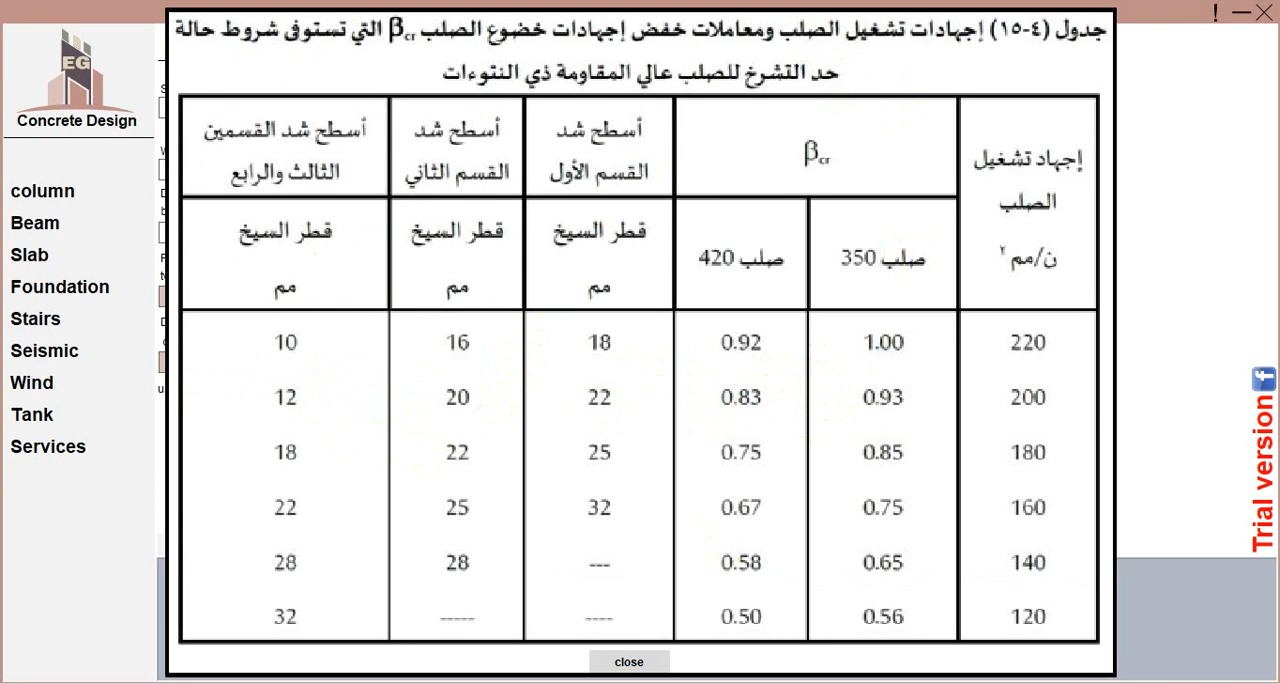 ! — X
EG
Concrete Design
column
Beam
Slab
Foundation
Stairs
Seismic
Wind
Tank
Services
جدول (٤-١٥) إجهادات تشغيل الصلب ومعاملات خفض إجهادات خضوع الصلب βcr التي تستوفى شروط حالة
حد التشرخ للصلب عالي المقاومة ذي النتوءات
إجهاد تشغيل الصلب ن/مم٢ βcr أسطح شد القسم الأول أسطح شد القسم الثاني أسطح شد القسمين الثالث والرابع
صلب 350 صلب 420 قطر السيخ مم قطر السيخ مم قطر السيخ مم
220 1.00 0.92 18 16 10
200 0.93 0.83 22 20 12
180 0.85 0.75 25 22 18
160 0.75 0.67 32 25 22
140 0.65 0.58 --- 28 28
120 0.56 0.50 ---- ----- 32
close
Trial version
f